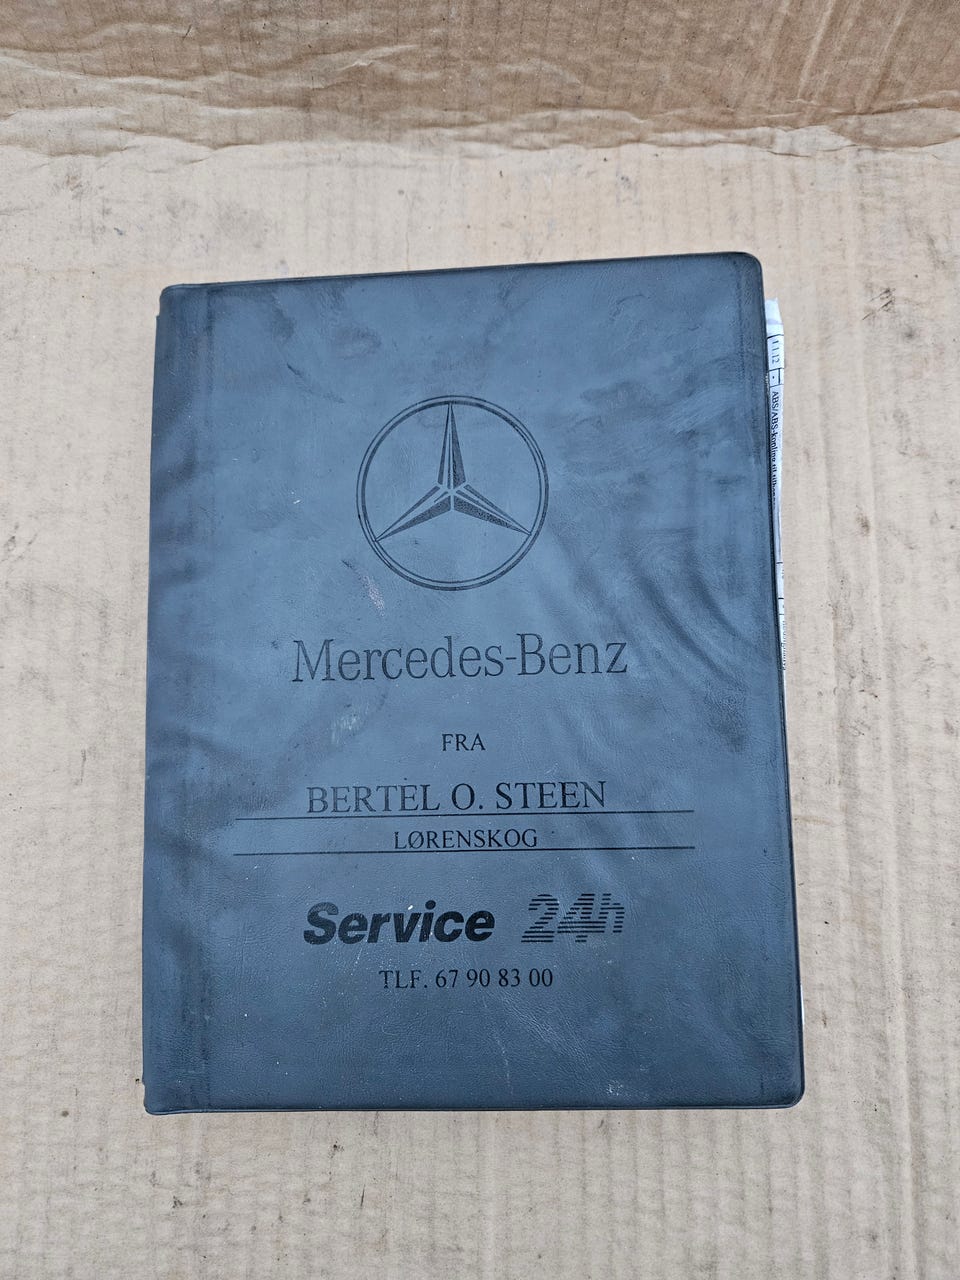 Mercedes-Benz
FRA
BERTEL O. STEEN
LØRENSKOG
Service 24h
TLF. 67 90 83 00